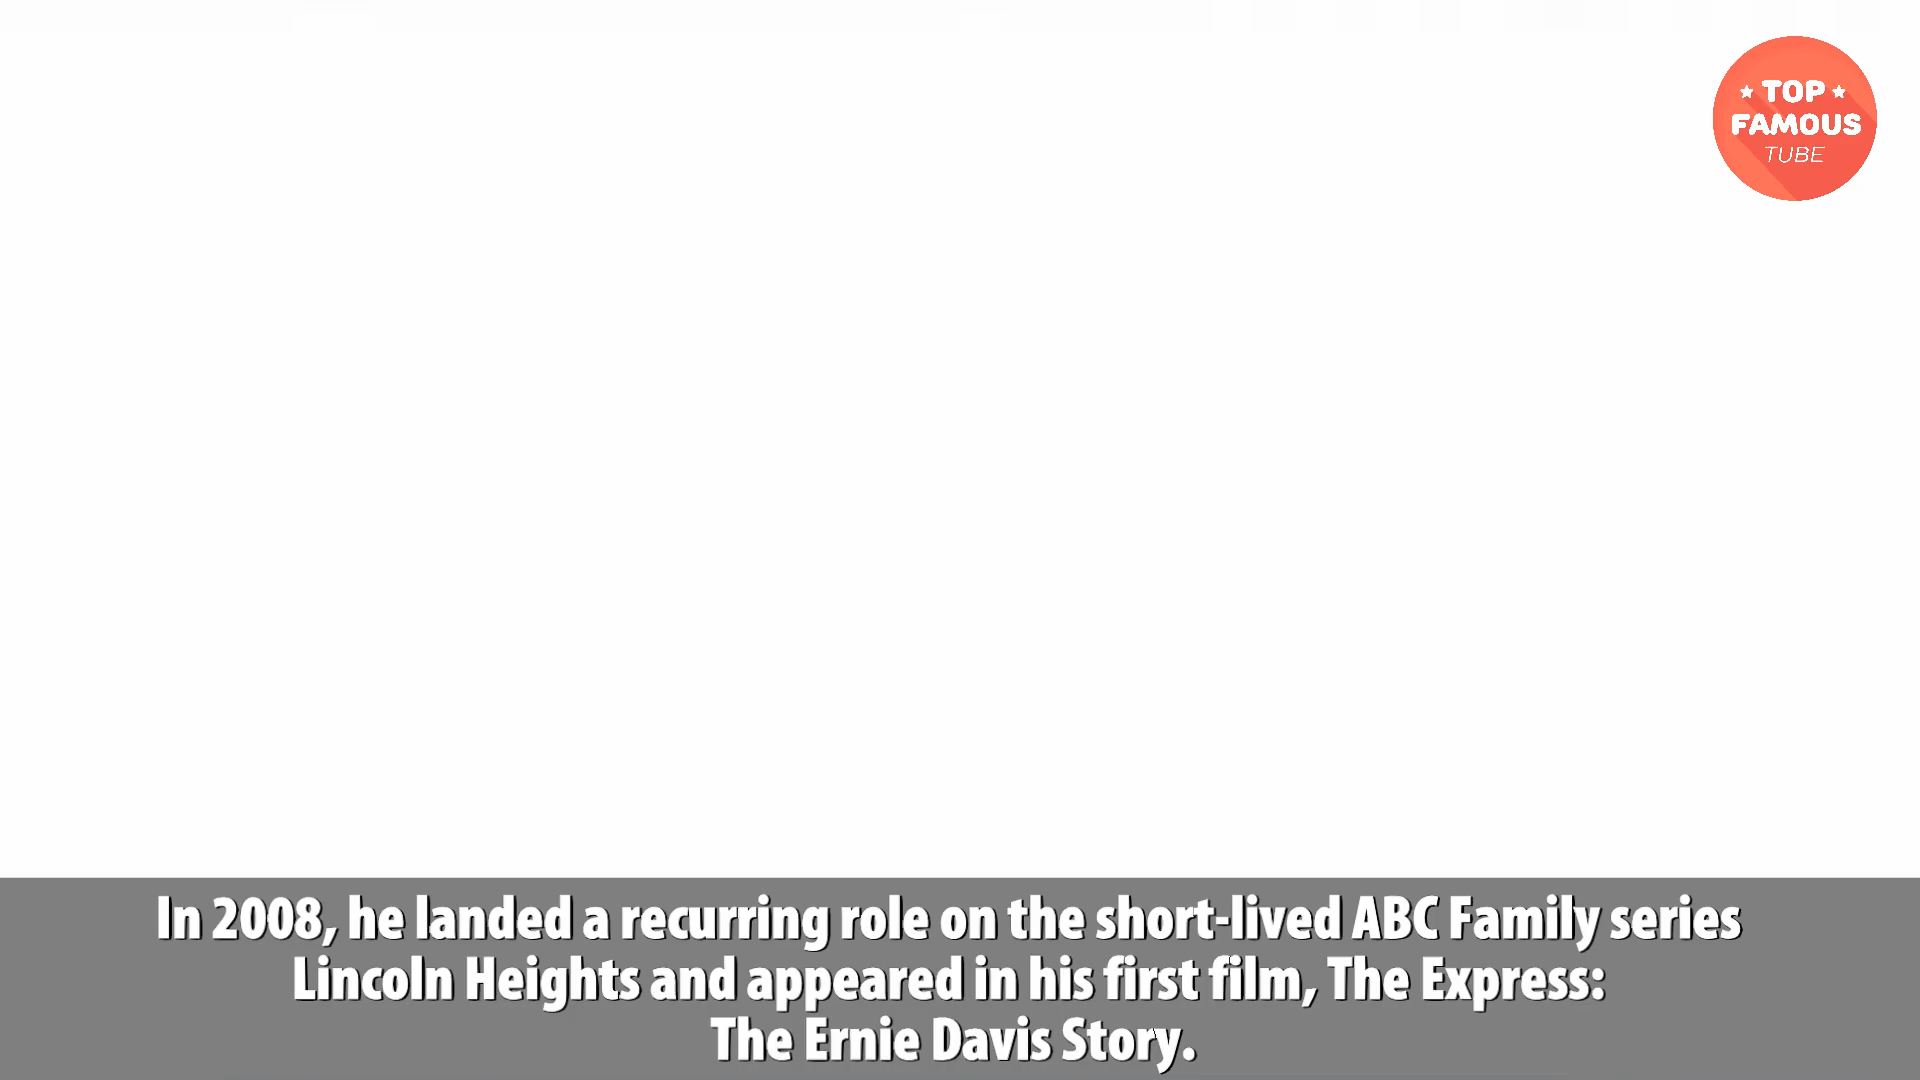 ★ TOP ★
FAMOUS
TUBE
In 2008, he landed a recurring role on the short-lived ABC Family series
Lincoln Heights and appeared in his first film, The Express:
The Ernie Davis Story.